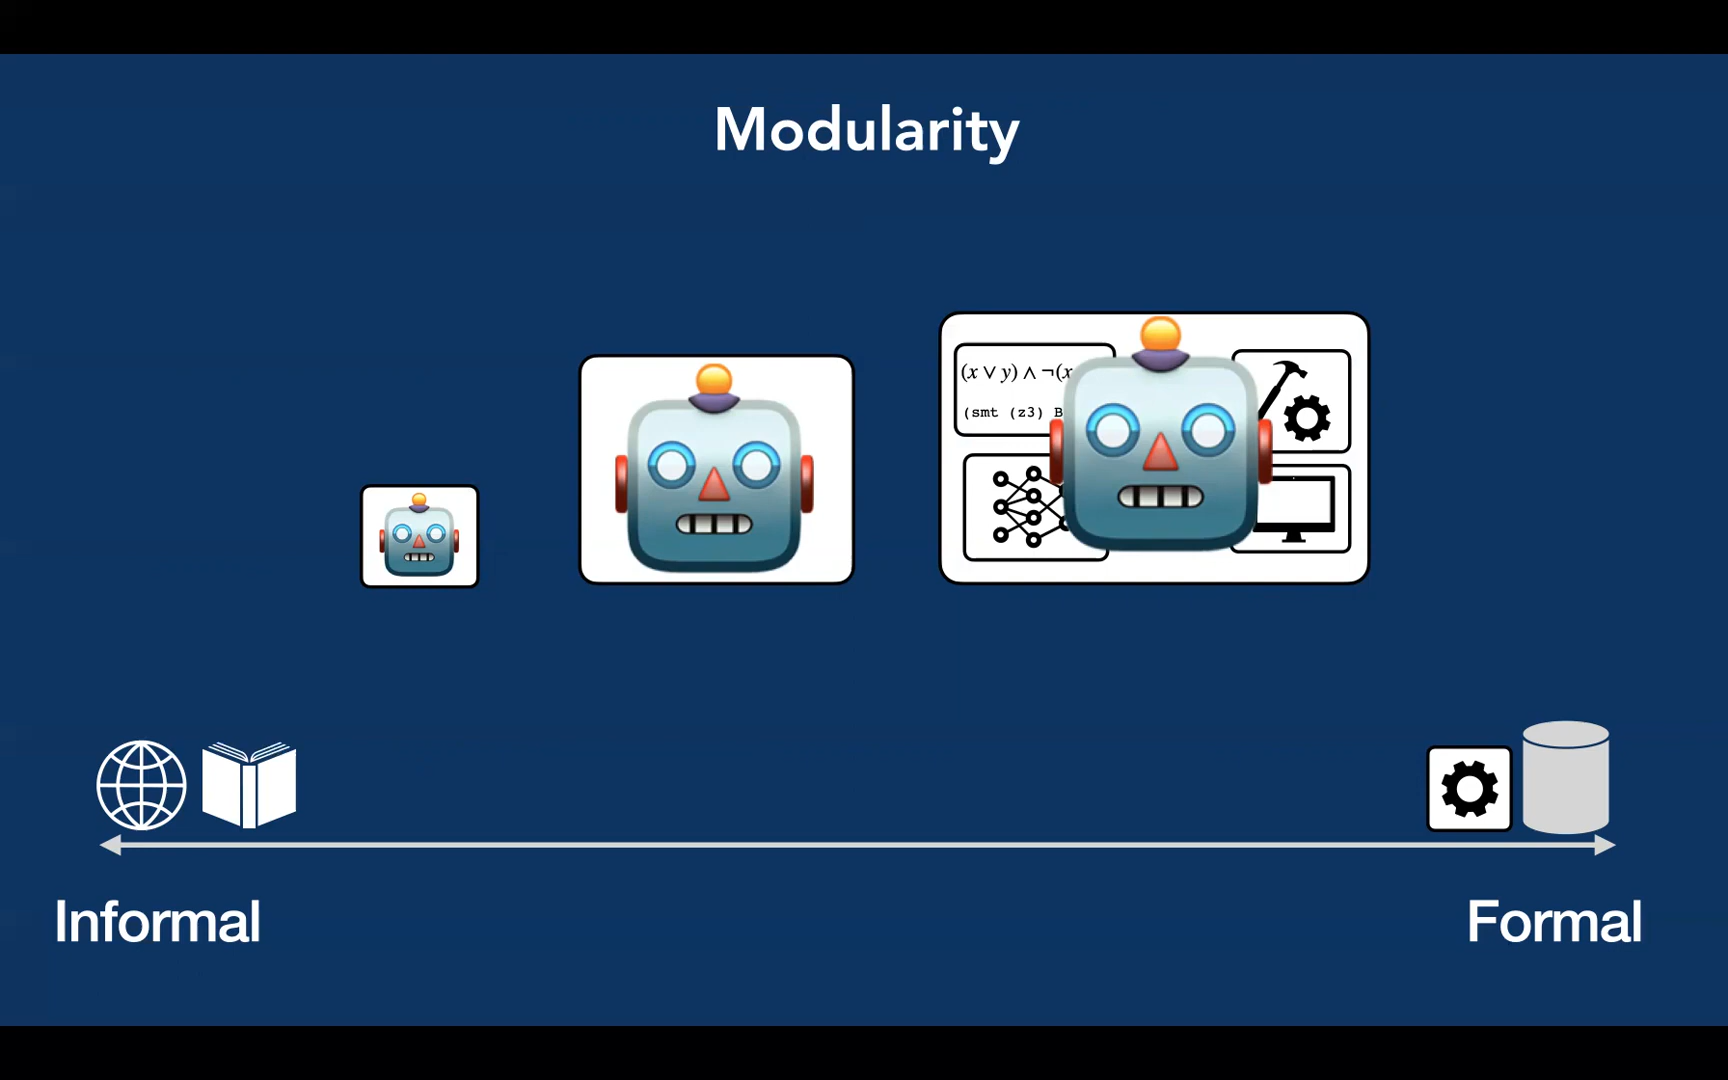 Modularity
(x ∨ y) ∧ ¬(x
(smt (z3) B
Informal
Formal